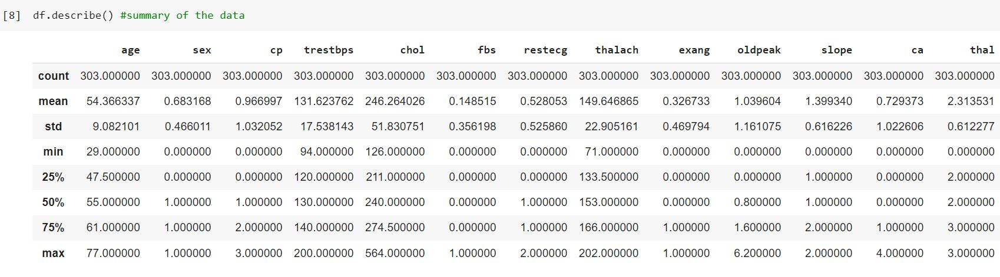 [8] df.describe() #summary of the data
age sex cp trestbps chol fbs restecg thalach exang oldpeak slope ca thal
count 303.000000 303.000000 303.000000 303.000000 303.000000 303.000000 303.000000 303.000000 303.000000 303.000000 303.000000 303.000000 303.000000
mean 54.366337 0.683168 0.966997 131.623762 246.264026 0.148515 0.528053 149.646865 0.326733 1.039604 1.399340 0.729373 2.313531
std 9.082101 0.466011 1.032052 17.538143 51.830751 0.356198 0.525860 22.905161 0.469794 1.161075 0.616226 1.022606 0.612277
min 29.000000 0.000000 0.000000 94.000000 126.000000 0.000000 0.000000 71.000000 0.000000 0.000000 0.000000 0.000000 0.000000
25% 47.500000 0.000000 0.000000 120.000000 211.000000 0.000000 0.000000 133.500000 0.000000 0.000000 1.000000 0.000000 2.000000
50% 55.000000 1.000000 1.000000 130.000000 240.000000 0.000000 1.000000 153.000000 0.000000 0.800000 1.000000 0.000000 2.000000
75% 61.000000 1.000000 2.000000 140.000000 274.500000 0.000000 1.000000 166.000000 1.000000 1.600000 2.000000 1.000000 3.000000
max 77.000000 1.000000 3.000000 200.000000 564.000000 1.000000 2.000000 202.000000 1.000000 6.200000 2.000000 4.000000 3.000000